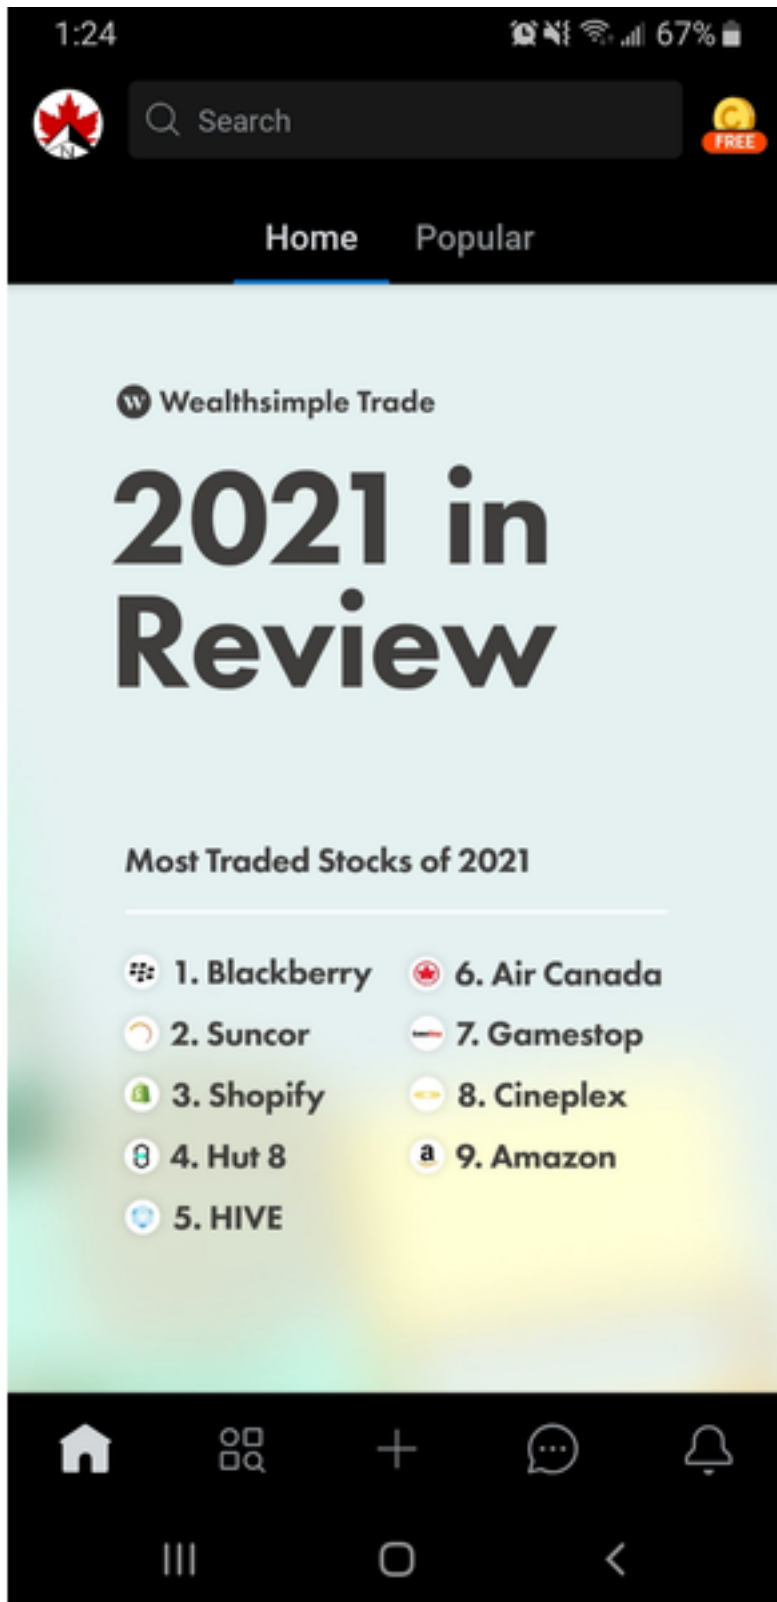 1:24
67%
Search
FREE
Home Popular
Wealthsimple Trade
2021 in
Review
Most Traded Stocks of 2021
1. Blackberry
2. Suncor
3. Shopify
4. Hut 8
5. HIVE
6. Air Canada
7. Gamestop
8. Cineplex
9. Amazon